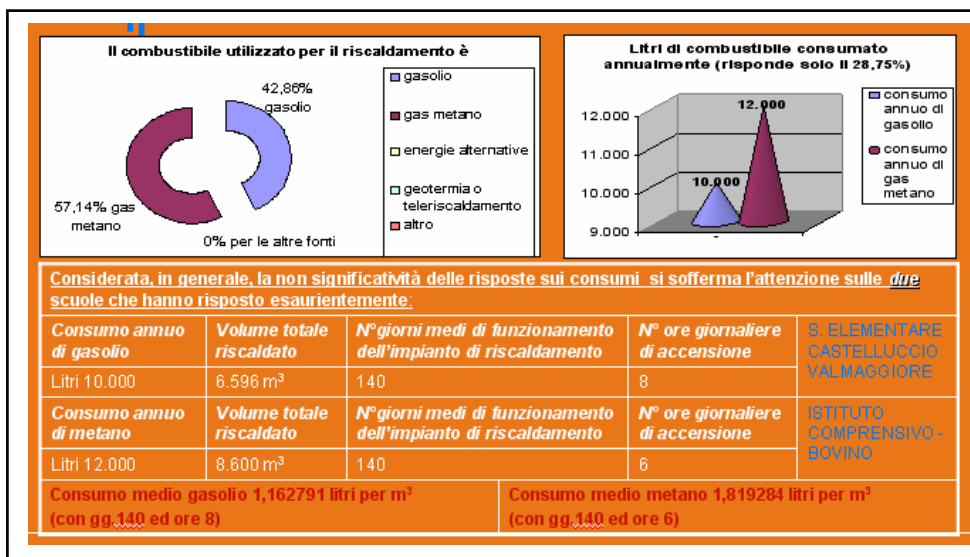 Il combustibile utilizzato per il riscaldamento è
42,86%
gasolio
57,14% gas
metano
0% per le altre fonti
gasolio
gas metano
energie alternative
geotermia o
teleriscaldamento
altro
Litri di combustibile consumato
annualmente (risponde solo il 28,75%)
12.000
11.000
10.000
9.000
10.000
12.000
-
consumo
annuo di
gasolio
consumo
annuo di
gas
metano
Considerata, in generale, la non significatività delle risposte sui consumi si sofferma l'attenzione sulle due
scuole che hanno risposto esaurientemente:
Consumo annuo
di gasolio
Volume totale
riscaldato
N°giorni medi di funzionamento
dell'impianto di riscaldamento
N° ore giornaliere
di accensione
S. ELEMENTARE
CASTELLUCCIO
VALMAGGIORE
Litri 10.000
6.596 m³
140
8
Consumo annuo
di metano
Volume totale
riscaldato
N°giorni medi di funzionamento
dell'impianto di riscaldamento
N° ore giornaliere
di accensione
ISTITUTO
COMPRENSIVO -
BOVINO
Litri 12.000
8.600 m³
140
6
Consumo medio gasolio 1,162791 litri per m³
(con gg.140 ed ore 8)
Consumo medio metano 1,819284 litri per m³
(con gg.140 ed ore 6)